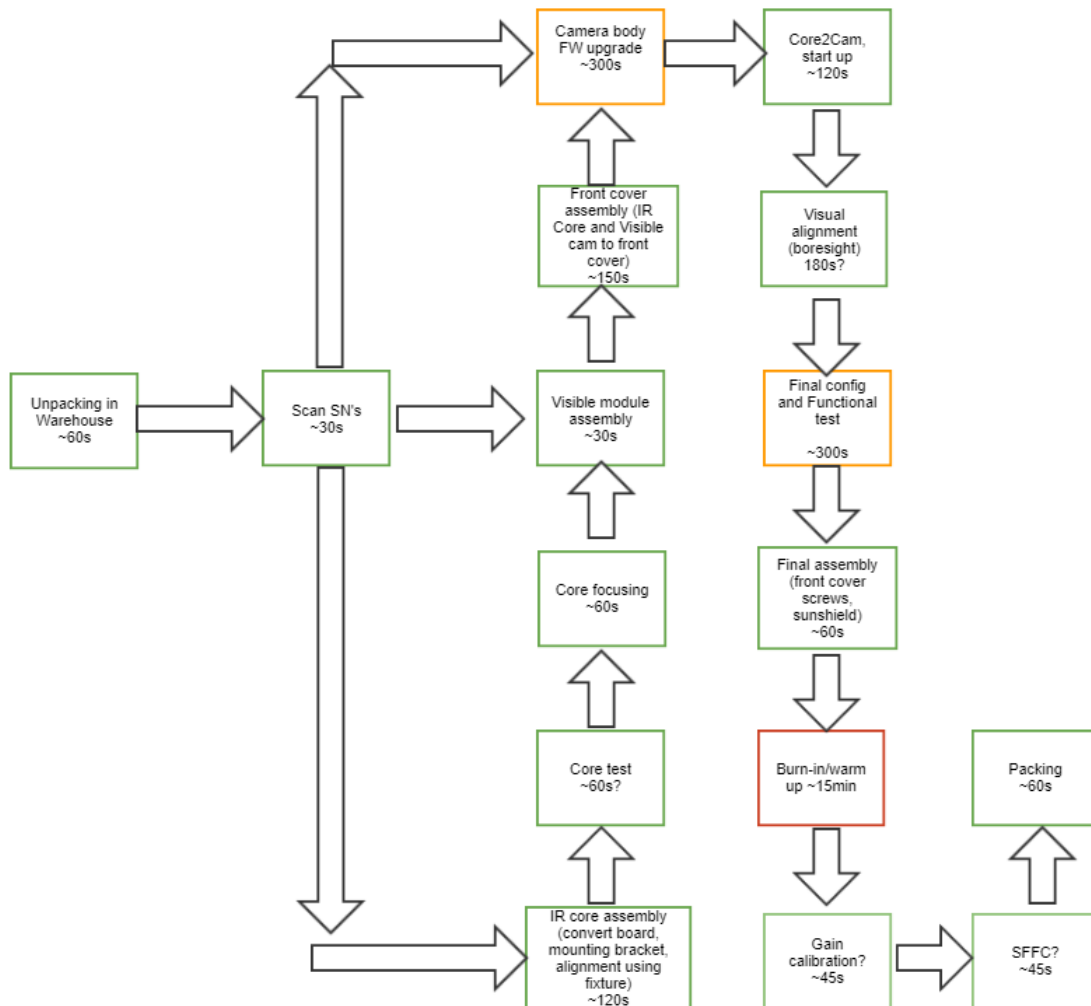 Camera body
FW upgrade
~300s
Core2Cam,
start up
~120s
Front cover
assembly (IR
Core and Visible
cam to front
cover)
~150s
Visual
alignment
(boresight)
180s?
Unpacking in
Warehouse
~60s
Scan SN's
~30s
Visible module
assembly
~30s
Final config
and Functional
test
~300s
Core focusing
~60s
Final assembly
(front cover
screws,
sunshield)
~60s
Core test
~60s?
Burn-in/warm
up ~15min
Packing
~60s
IR core assembly
(convert board,
mounting bracket,
alignment using
fixture)
~120s
Gain
calibration?
~45s
SFFC?
~45s